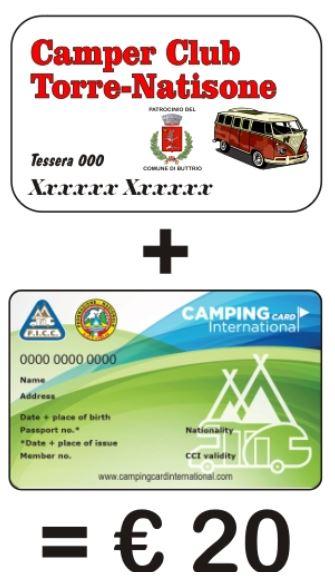 Camper Club
Torre-Natisone
PATROCINIO DEL
COMUNE DI BUTTRIO
Tessera 000
Xxxxxx Xxxxxxx
+
F.I.C.C.
CAMPING CARD
International
0000 0000 0000
Name
Address
Date + place of birth
Passport no.*
Nationality
*Date + place of issue
Member no.
CCI validity
www.campingcardinternational.com
= € 20